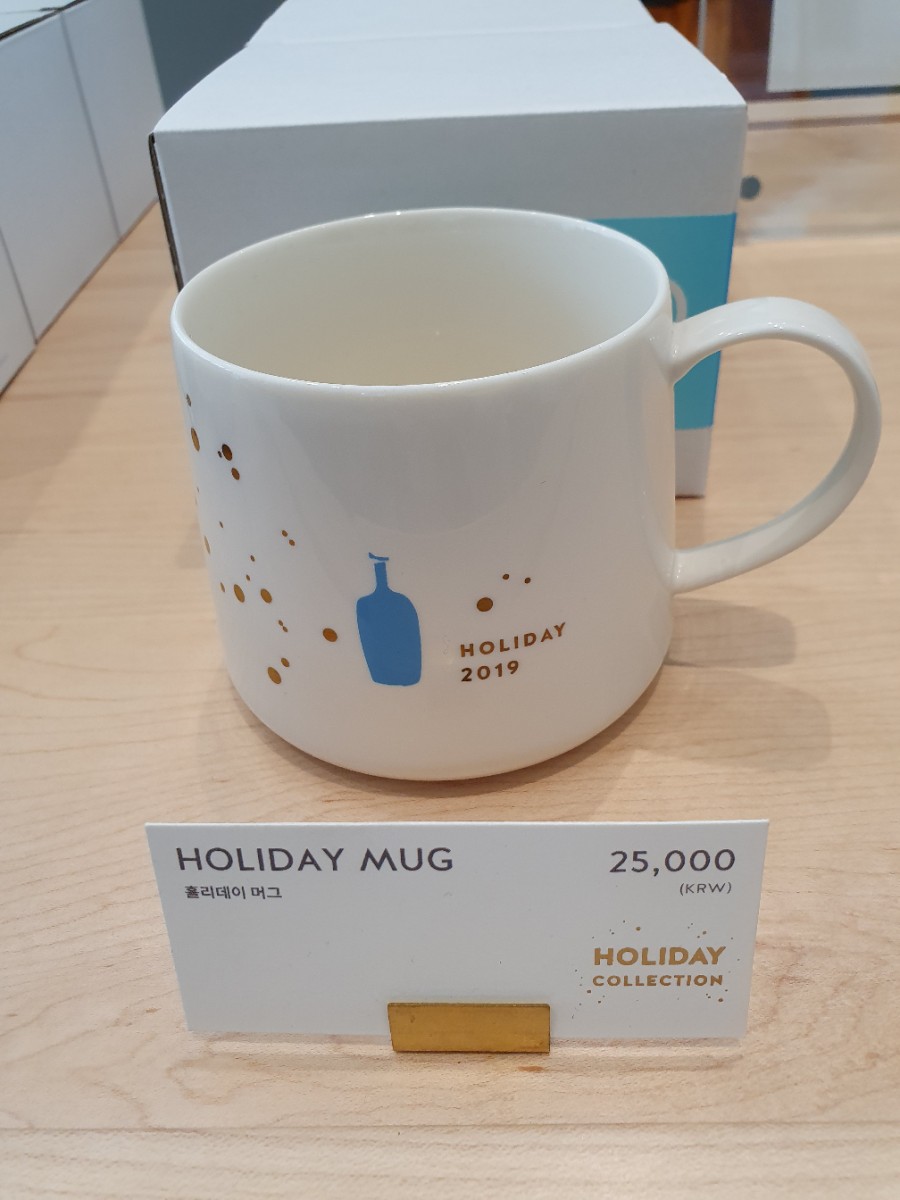 HOLIDAY
2019
HOLIDAY MUG
25,000
홀리데이 머그
(KRW)
HOLIDAY
COLLECTION